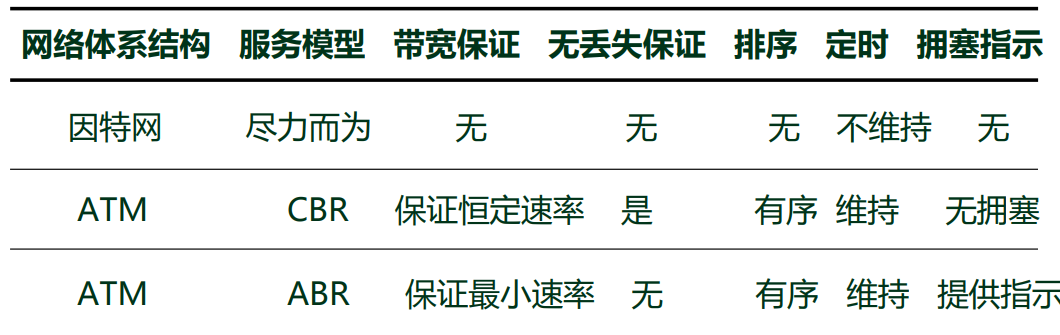 网络体系结构 服务模型 带宽保证 无丢失保证 排序 定时 拥塞指示
因特网 尽力而为 无 无 无 不维持 无
ATM CBR 保证恒定速率 是 有序 维持 无拥塞
ATM ABR 保证最小速率 无 有序 维持 提供指示